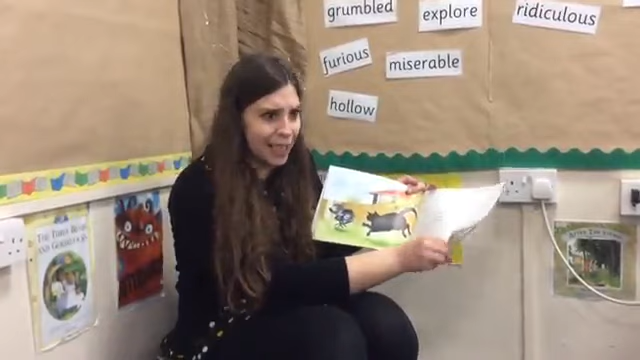 grumbled
explore
ridiculous
furious
miserable
hollow
THE THREE BEARS
AND GOLDILOCKS